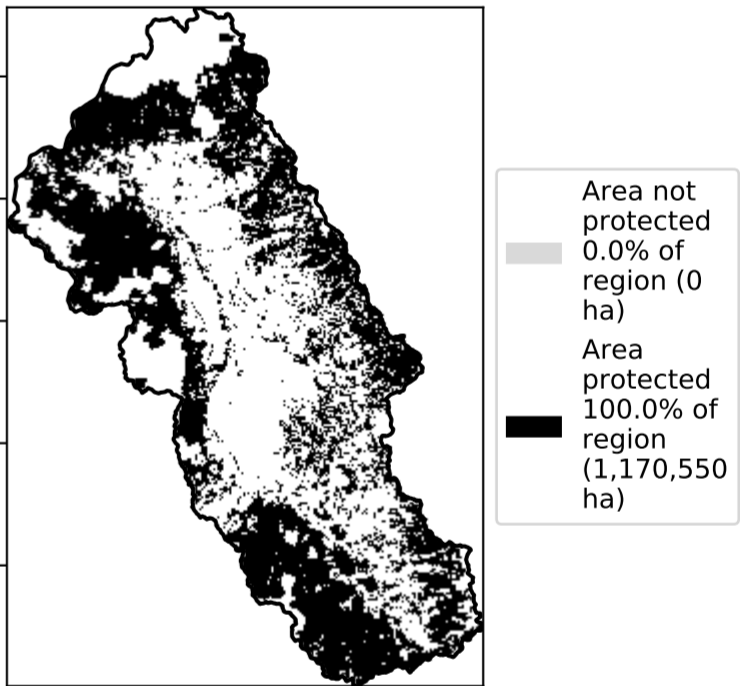 Area not
protected
0.0% of
region (0
ha)
Area
protected
100.0% of
region
(1,170,550
ha)